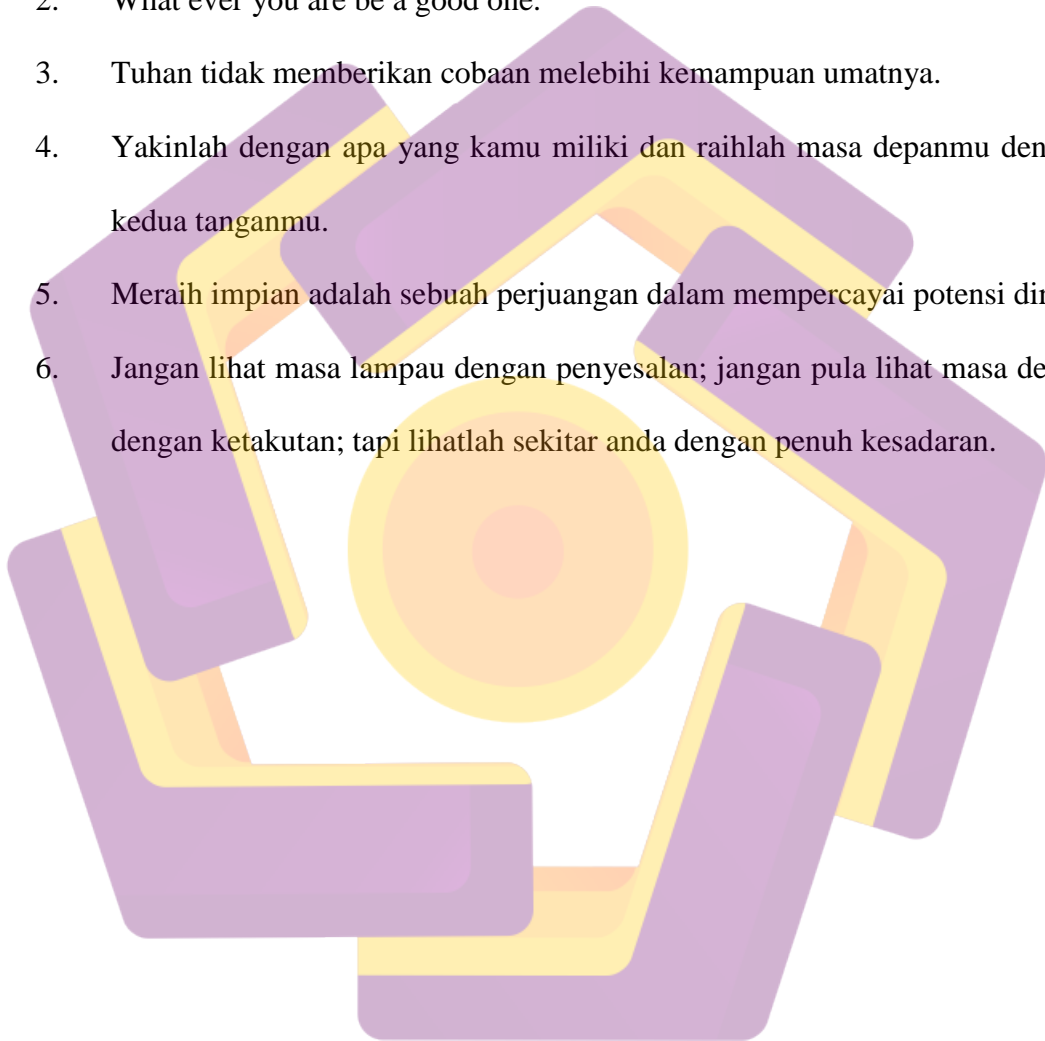 2. What ever you are be a good one.
3. Tuhan tidak memberikan cobaan melebihi kemampuan umatnya.
4. Yakinlah dengan apa yang kamu miliki dan raihlah masa depanmu den
kedua tanganmu.
5. Meraih impian adalah sebuah perjuangan dalam mempercayai potensi dir
6. Jangan lihat masa lampau dengan penyesalan; jangan pula lihat masa de
dengan ketakutan; tapi lihatlah sekitar anda dengan penuh kesadaran.